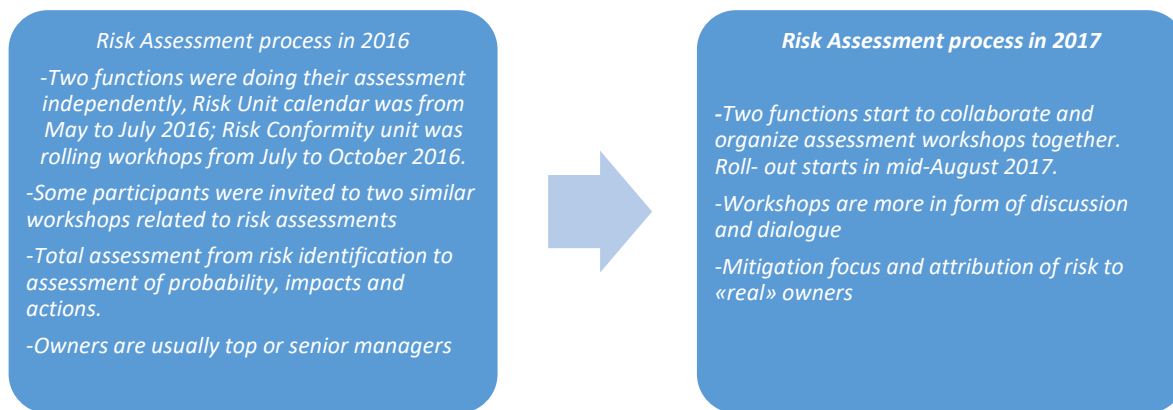 Risk Assessment process in 2016
-Two functions were doing their assessment
independently, Risk Unit calendar was from
May to July 2016; Risk Conformity unit was
rolling workhops from July to October 2016.
-Some participants were invited to two similar
workshops related to risk assessments
-Total assessment from risk identification to
assessment of probability, impacts and
actions.
-Owners are usually top or senior managers
Risk Assessment process in 2017
-Two functions start to collaborate and
organize assessment workshops together.
Roll- out starts in mid-August 2017.
-Workshops are more in form of discussion
and dialogue
-Mitigation focus and attribution of risk to
«real» owners